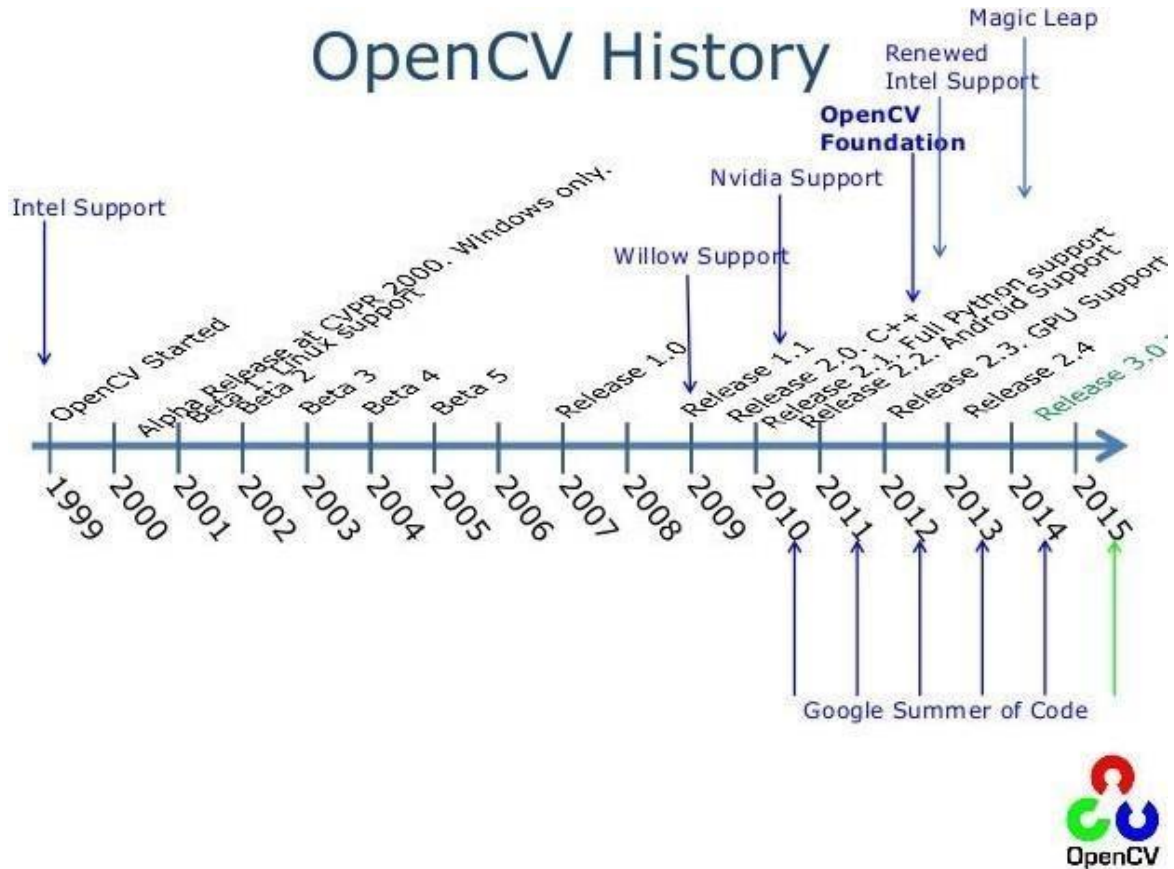 OpenCV History
Magic Leap
Renewed
Intel Support
OpenCV
Foundation
Nvidia Support
Intel Support
Willow Support
OpenCV Started
Alpha Release at CVPR 2000. Windows only.
Beta 1, Linux support
Beta 2
Beta 3
Beta 4
Beta 5
Release 1.0
Release 1.1
Release 2.0, C++
Release 2.1, Full Python support
Release 2.2, Android Support
Release 2.3, GPU Support
Release 2.4
Release 3.0
1999
2000
2001
2002
2003
2004
2005
2006
2007
2008
2009
2010
2011
2012
2013
2014
2015
Google Summer of Code
OpenCV